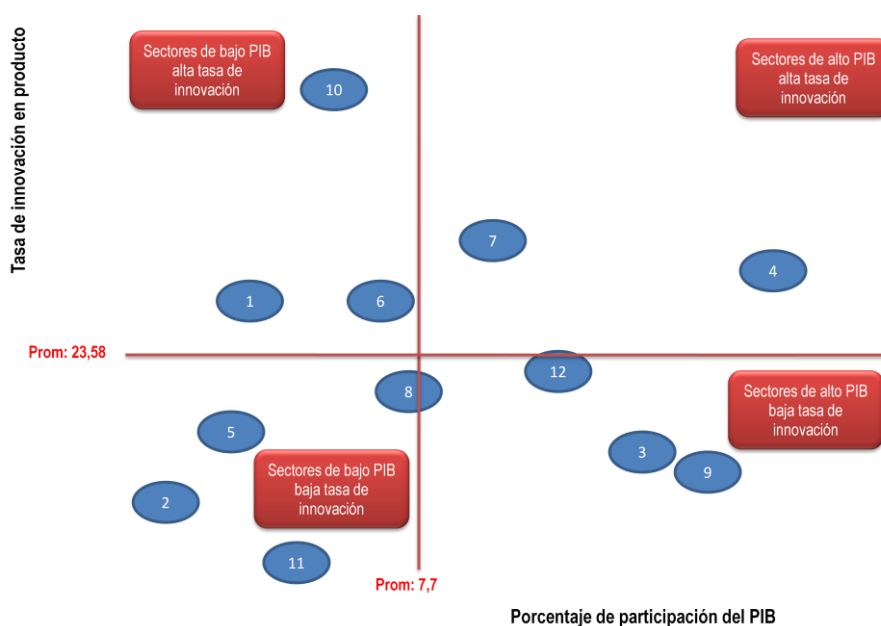 Tasa de innovación en producto
Sectores de bajo PIB
alta tasa de
innovación
10
Sectores de alto PIB
alta tasa de
innovación
7
4
1
6
Prom: 23,58
12
8
Sectores de alto PIB
baja tasa de
innovación
5
3
9
Sectores de bajo PIB
baja tasa de
innovación
2
11
Prom: 7,7
Porcentaje de participación del PIB